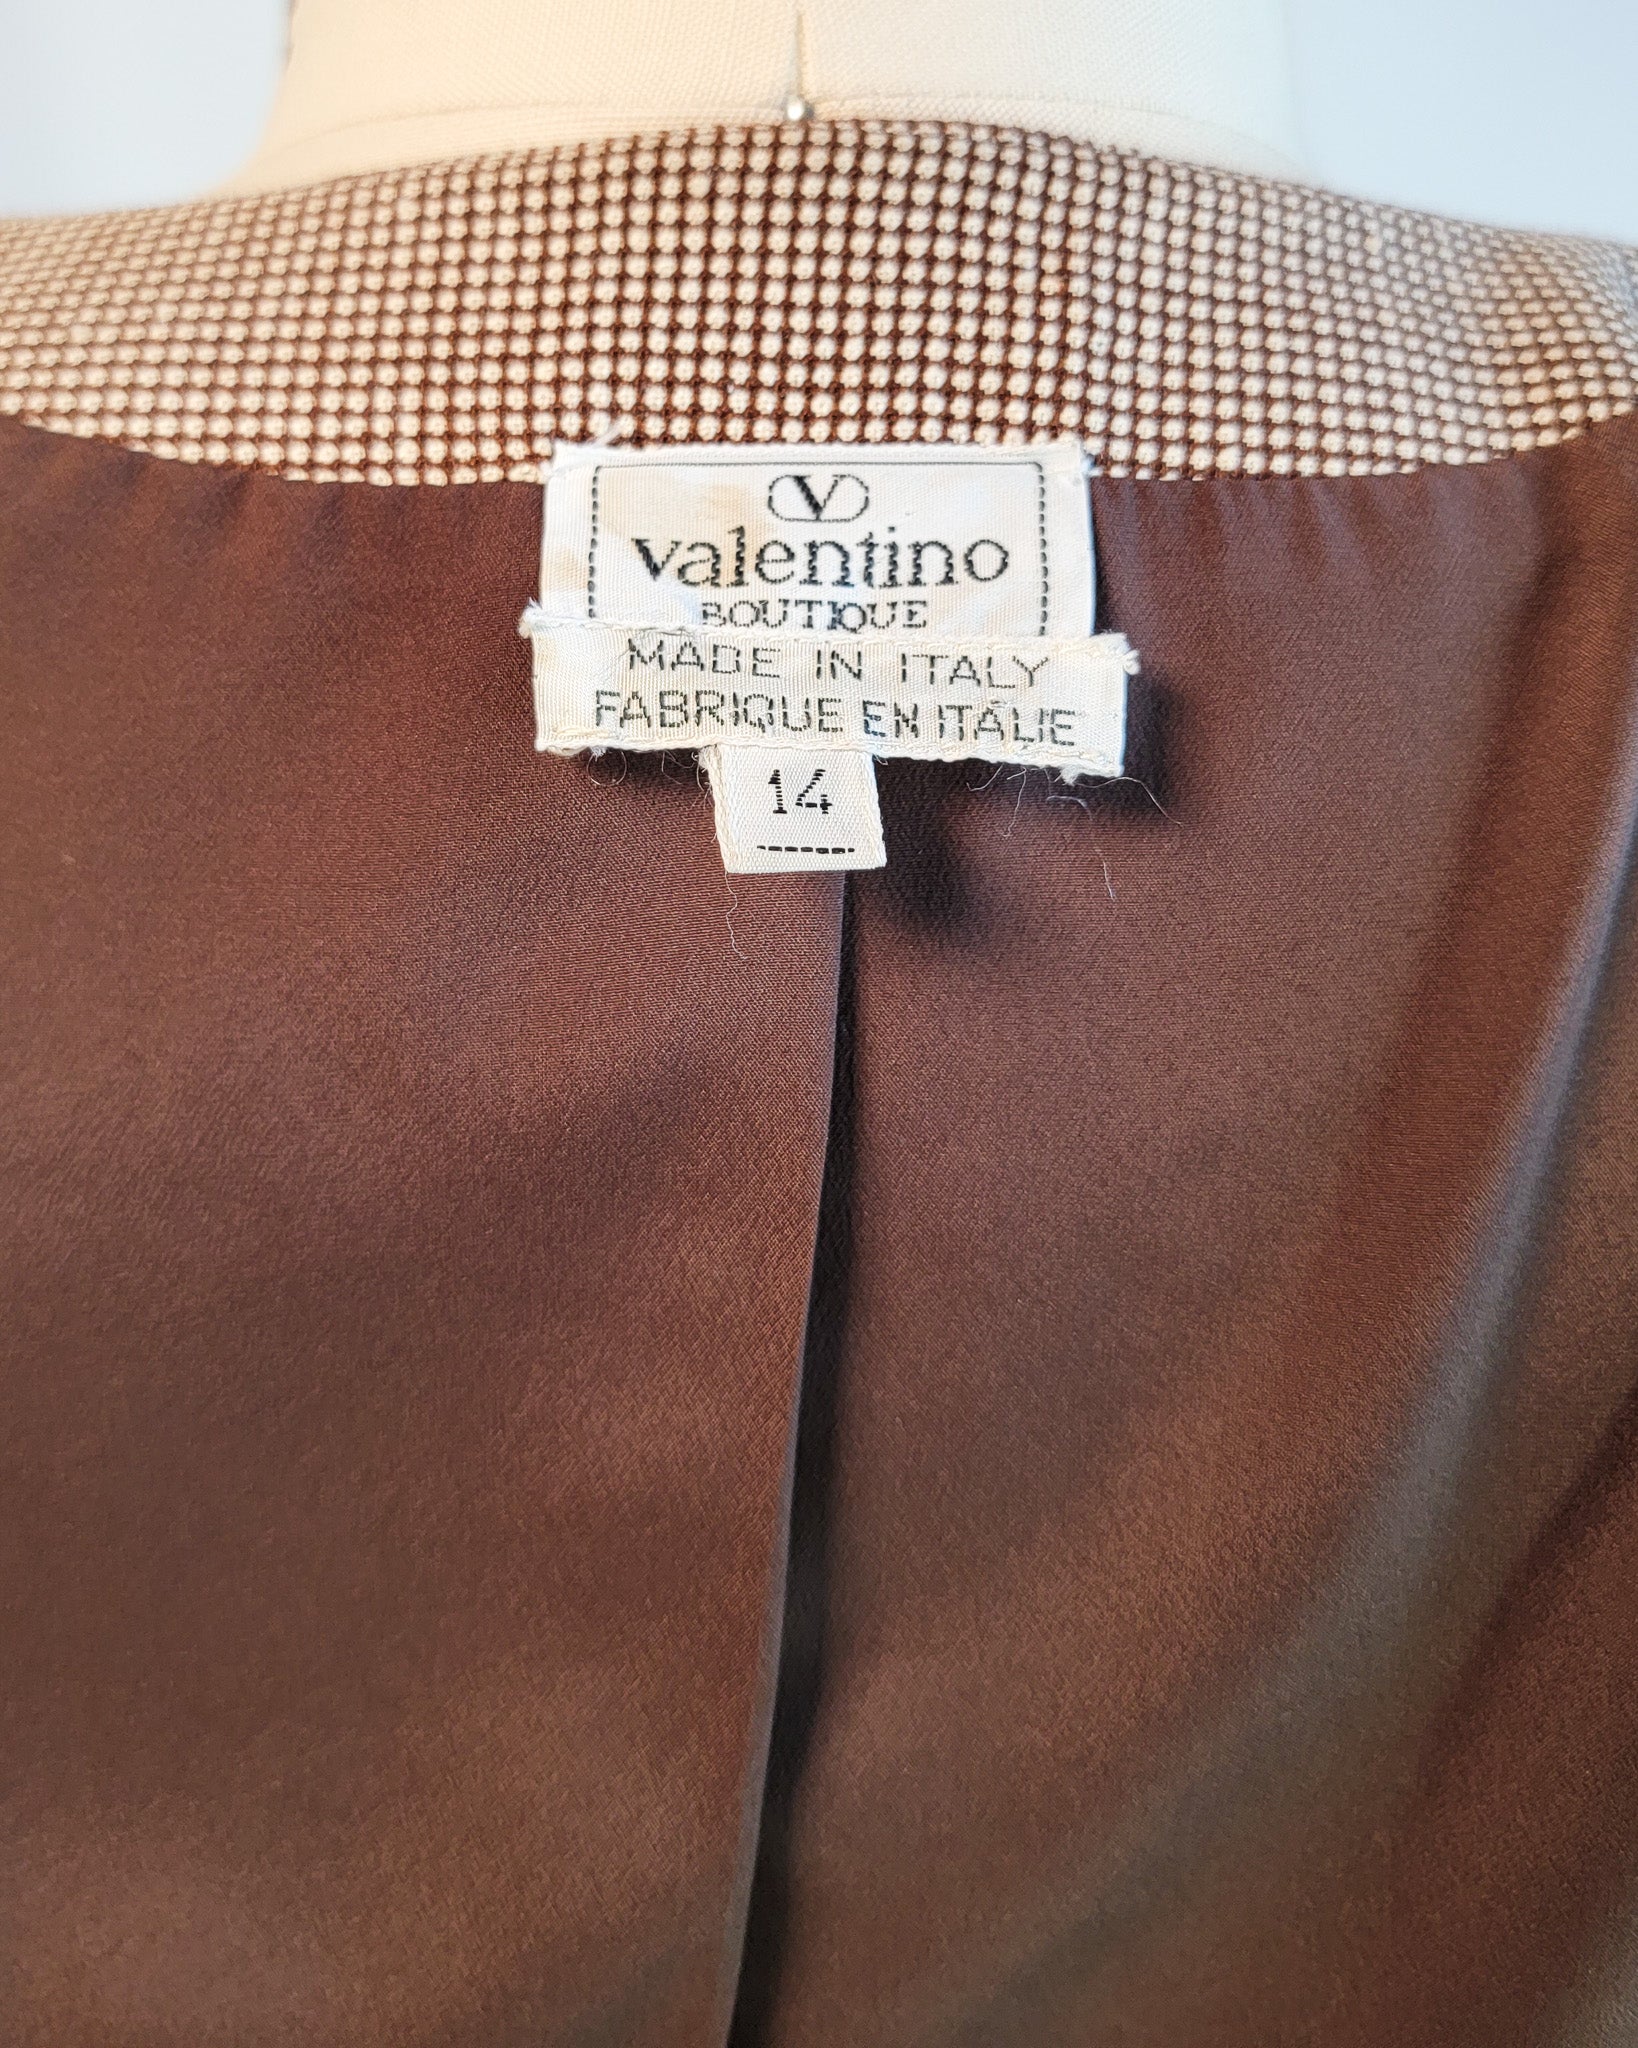 V
valentino
BOUTIQUE
MADE IN ITALY
FABRIQUE EN ITALIE
14